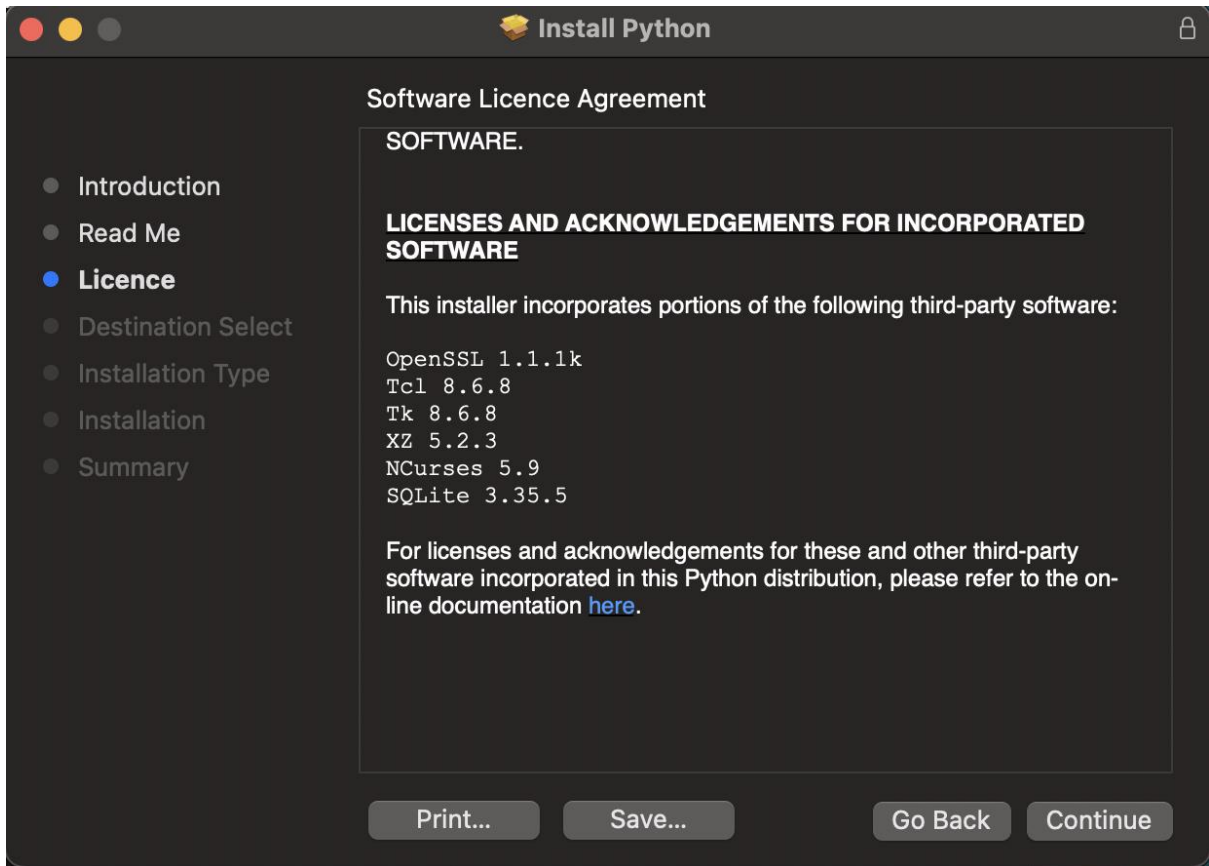 Install Python
Software Licence Agreement
Introduction
Read Me
Licence
Destination Select
Installation Type
Installation
Summary
SOFTWARE.
LICENSES AND ACKNOWLEDGEMENTS FOR INCORPORATED
SOFTWARE
This installer incorporates portions of the following third-party software:
OpenSSL 1.1.1k
Tcl 8.6.8
Tk 8.6.8
XZ 5.2.3
NCurses 5.9
SQLite 3.35.5
For licenses and acknowledgements for these and other third-party
software incorporated in this Python distribution, please refer to the on-
line documentation here.
Print... Save... Go Back Continue